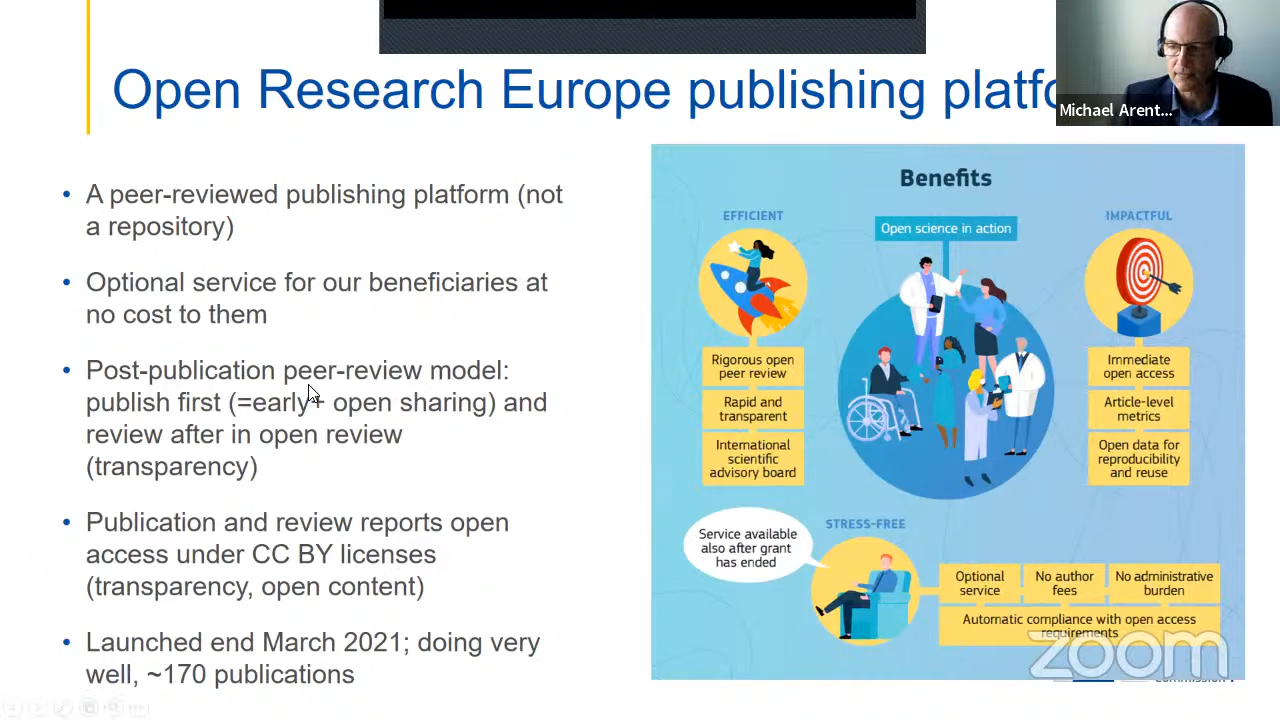 Open Research Europe publishing platfo
Michael Arent...
• A peer-reviewed publishing platform (not
a repository)
• Optional service for our beneficiaries at
no cost to them
• Post-publication peer-review model:
publish first (=early+ open sharing) and
review after in open review
(transparency)
• Publication and review reports open
access under CC BY licenses
(transparency, open content)
• Launched end March 2021; doing very
well, ~170 publications
Benefits
EFFICIENT
Open science in action
IMPACTFUL
Rigorous open
peer review
Rapid and
transparent
International
scientific
advisory board
Immediate
open access
Article-level
metrics
Open data for
reproducibility
and reuse
STRESS-FREE
Service available
also after grant
has ended
Optional
service
No author
fees
No administrative
burden
Automatic compliance with open access
requirements
zoom